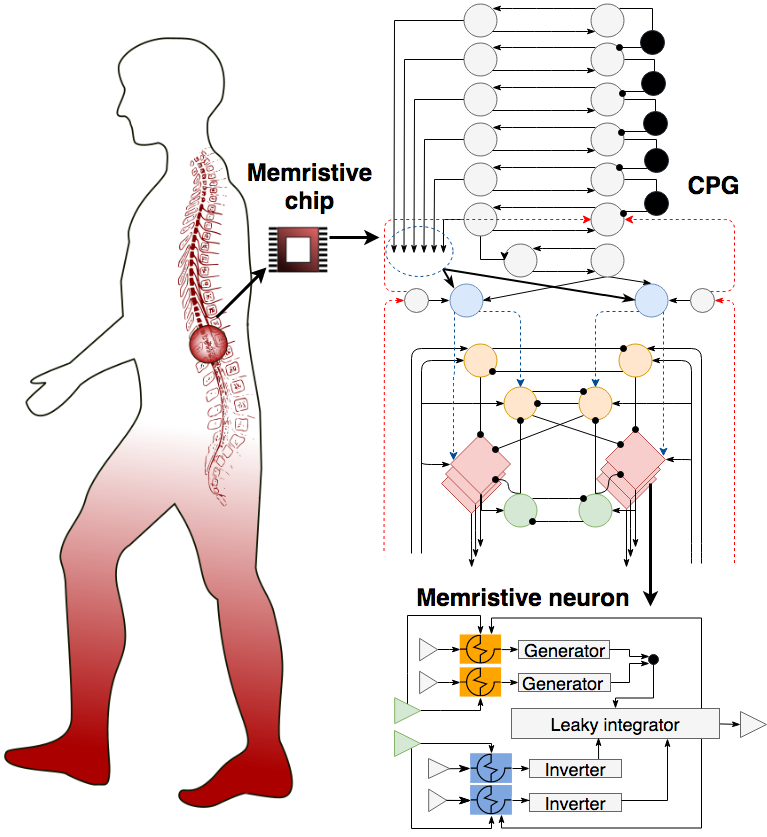 Memristive
chip
CPG
Memristive neuron
Generator
Generator
Leaky integrator
Inverter
Inverter